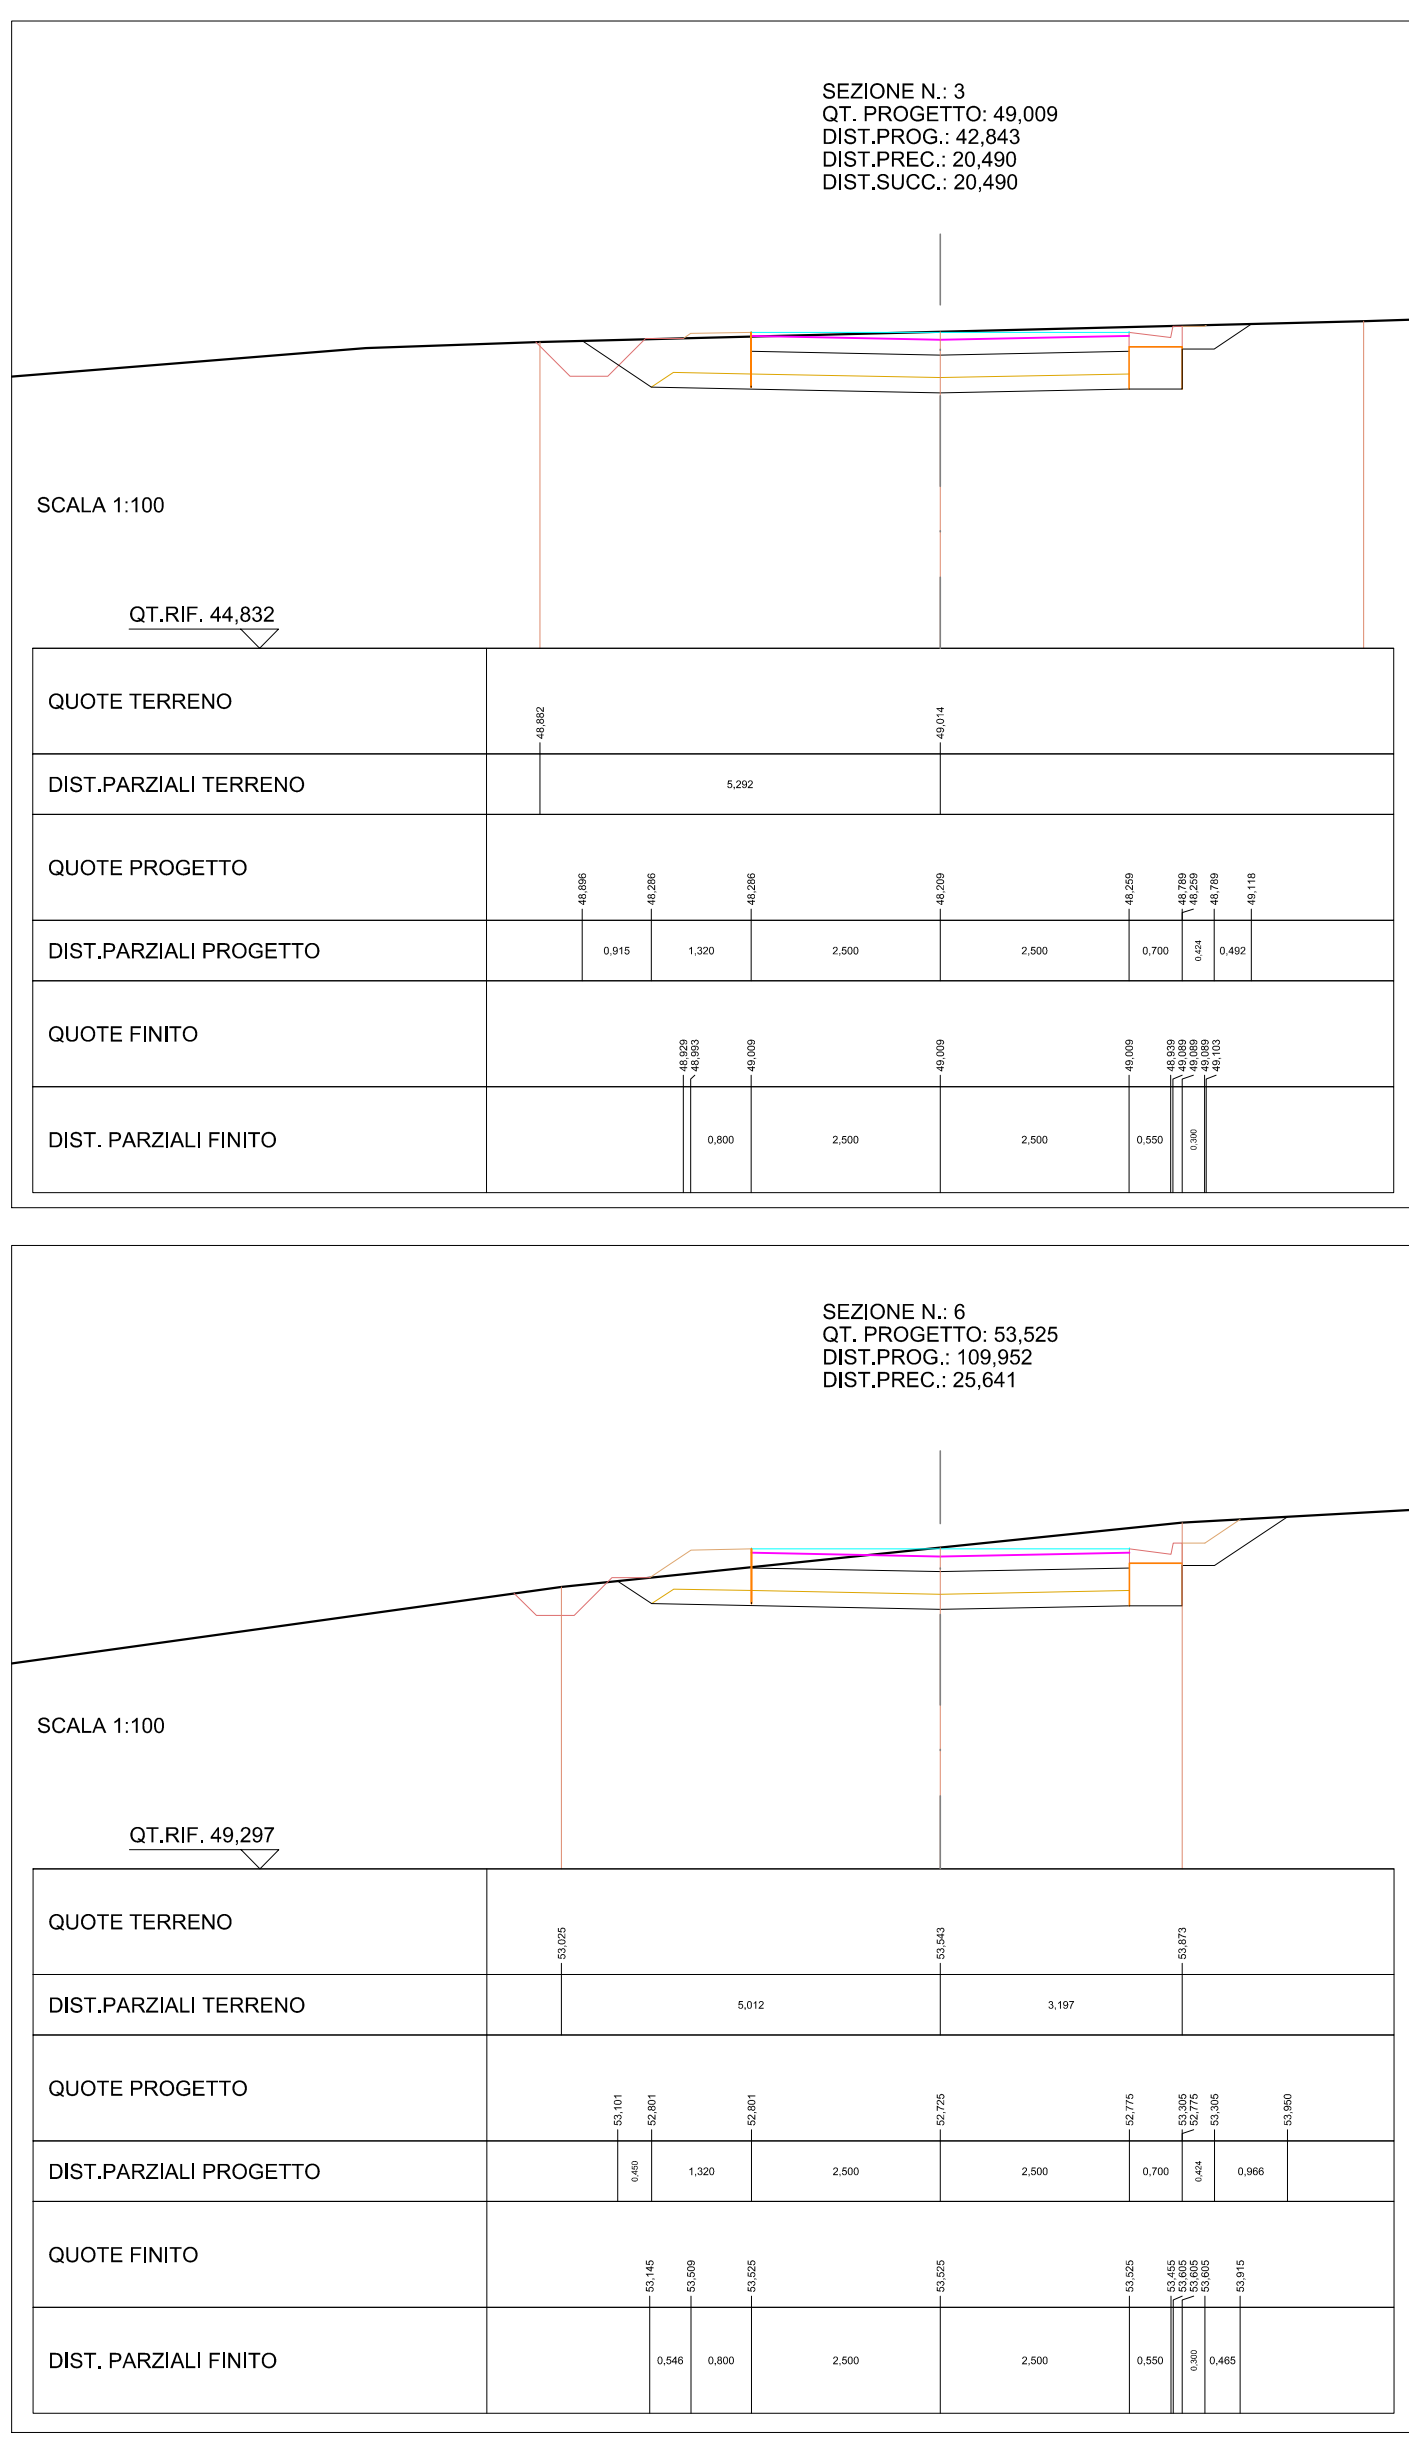 SEZIONE N.: 3
QT. PROGETTO: 49,009
DIST.PROG.: 42,843
DIST.PREC.: 20,490
DIST.SUCC.: 20,490
SCALA 1:100
QT.RIF. 44,832
QUOTE TERRENO
48,882 49,014
DIST.PARZIALI TERRENO
5,292
QUOTE PROGETTO
48,896 48,286 48,286 48,209 48,259 48,789 48,259 48,789 49,118
DIST.PARZIALI PROGETTO
0,915 1,320 2,500 2,500 0,700 0,424 0,492
QUOTE FINITO
48,929 48,993 49,009 49,009 49,009 48,939 49,089 49,089 49,089 49,103
DIST. PARZIALI FINITO
0,800 2,500 2,500 0,550 0,300
SEZIONE N.: 6
QT. PROGETTO: 53,525
DIST.PROG.: 109,952
DIST.PREC.: 25,641
SCALA 1:100
QT.RIF. 49,297
QUOTE TERRENO
53,025 53,543 53,873
DIST.PARZIALI TERRENO
5,012 3,197
QUOTE PROGETTO
53,101 52,801 52,801 52,725 52,775 53,305 52,775 53,305 53,950
DIST.PARZIALI PROGETTO
0,450 1,320 2,500 2,500 0,700 0,424 0,966
QUOTE FINITO
53,145 53,509 53,525 53,525 53,525 53,455 53,605 53,605 53,605 53,915
DIST. PARZIALI FINITO
0,546 0,800 2,500 2,500 0,550 0,300 0,465